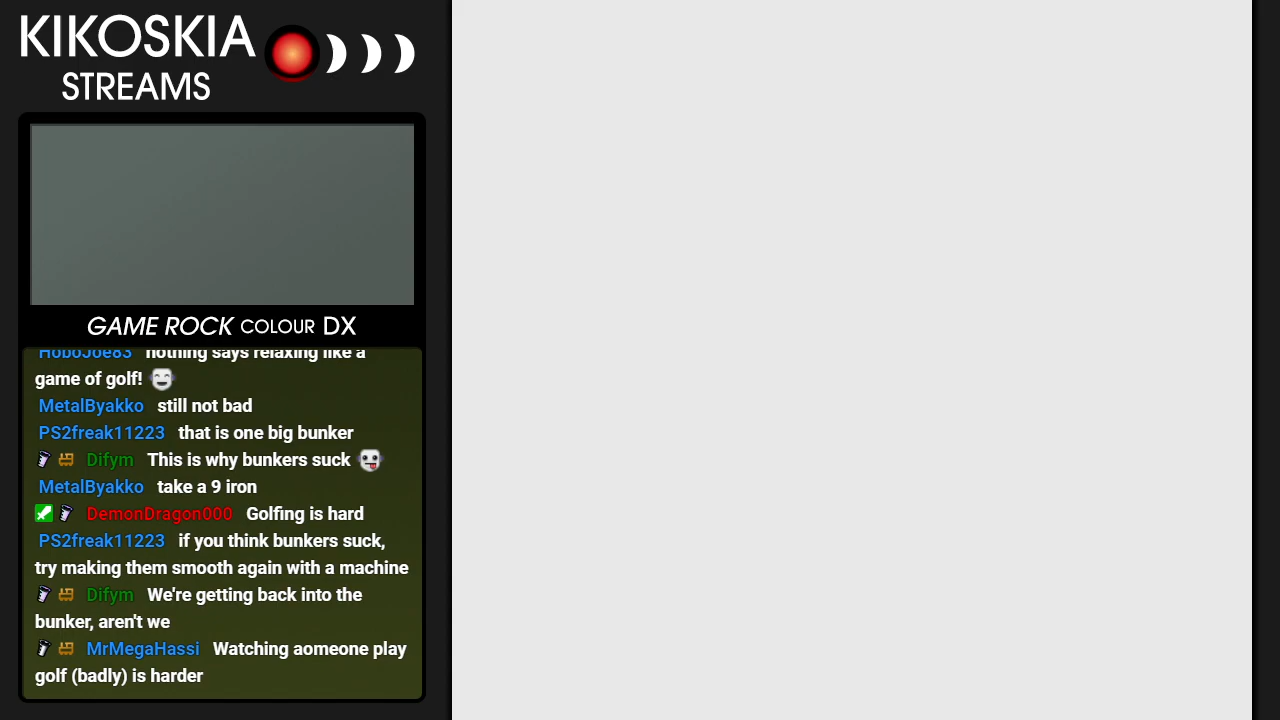 KIKOSKIA
STREAMS
GAME ROCK COLOUR DX
HoboJoe83 nothing says relaxing like a
game of golf!
MetalByakko still not bad
PS2freak11223 that is one big bunker
Difym This is why bunkers suck
MetalByakko take a 9 iron
DemonDragon000 Golfing is hard
PS2freak11223 if you think bunkers suck,
try making them smooth again with a machine
Difym We're getting back into the
bunker, aren't we
MrMegaHassi Watching aomeone play
golf (badly) is harder